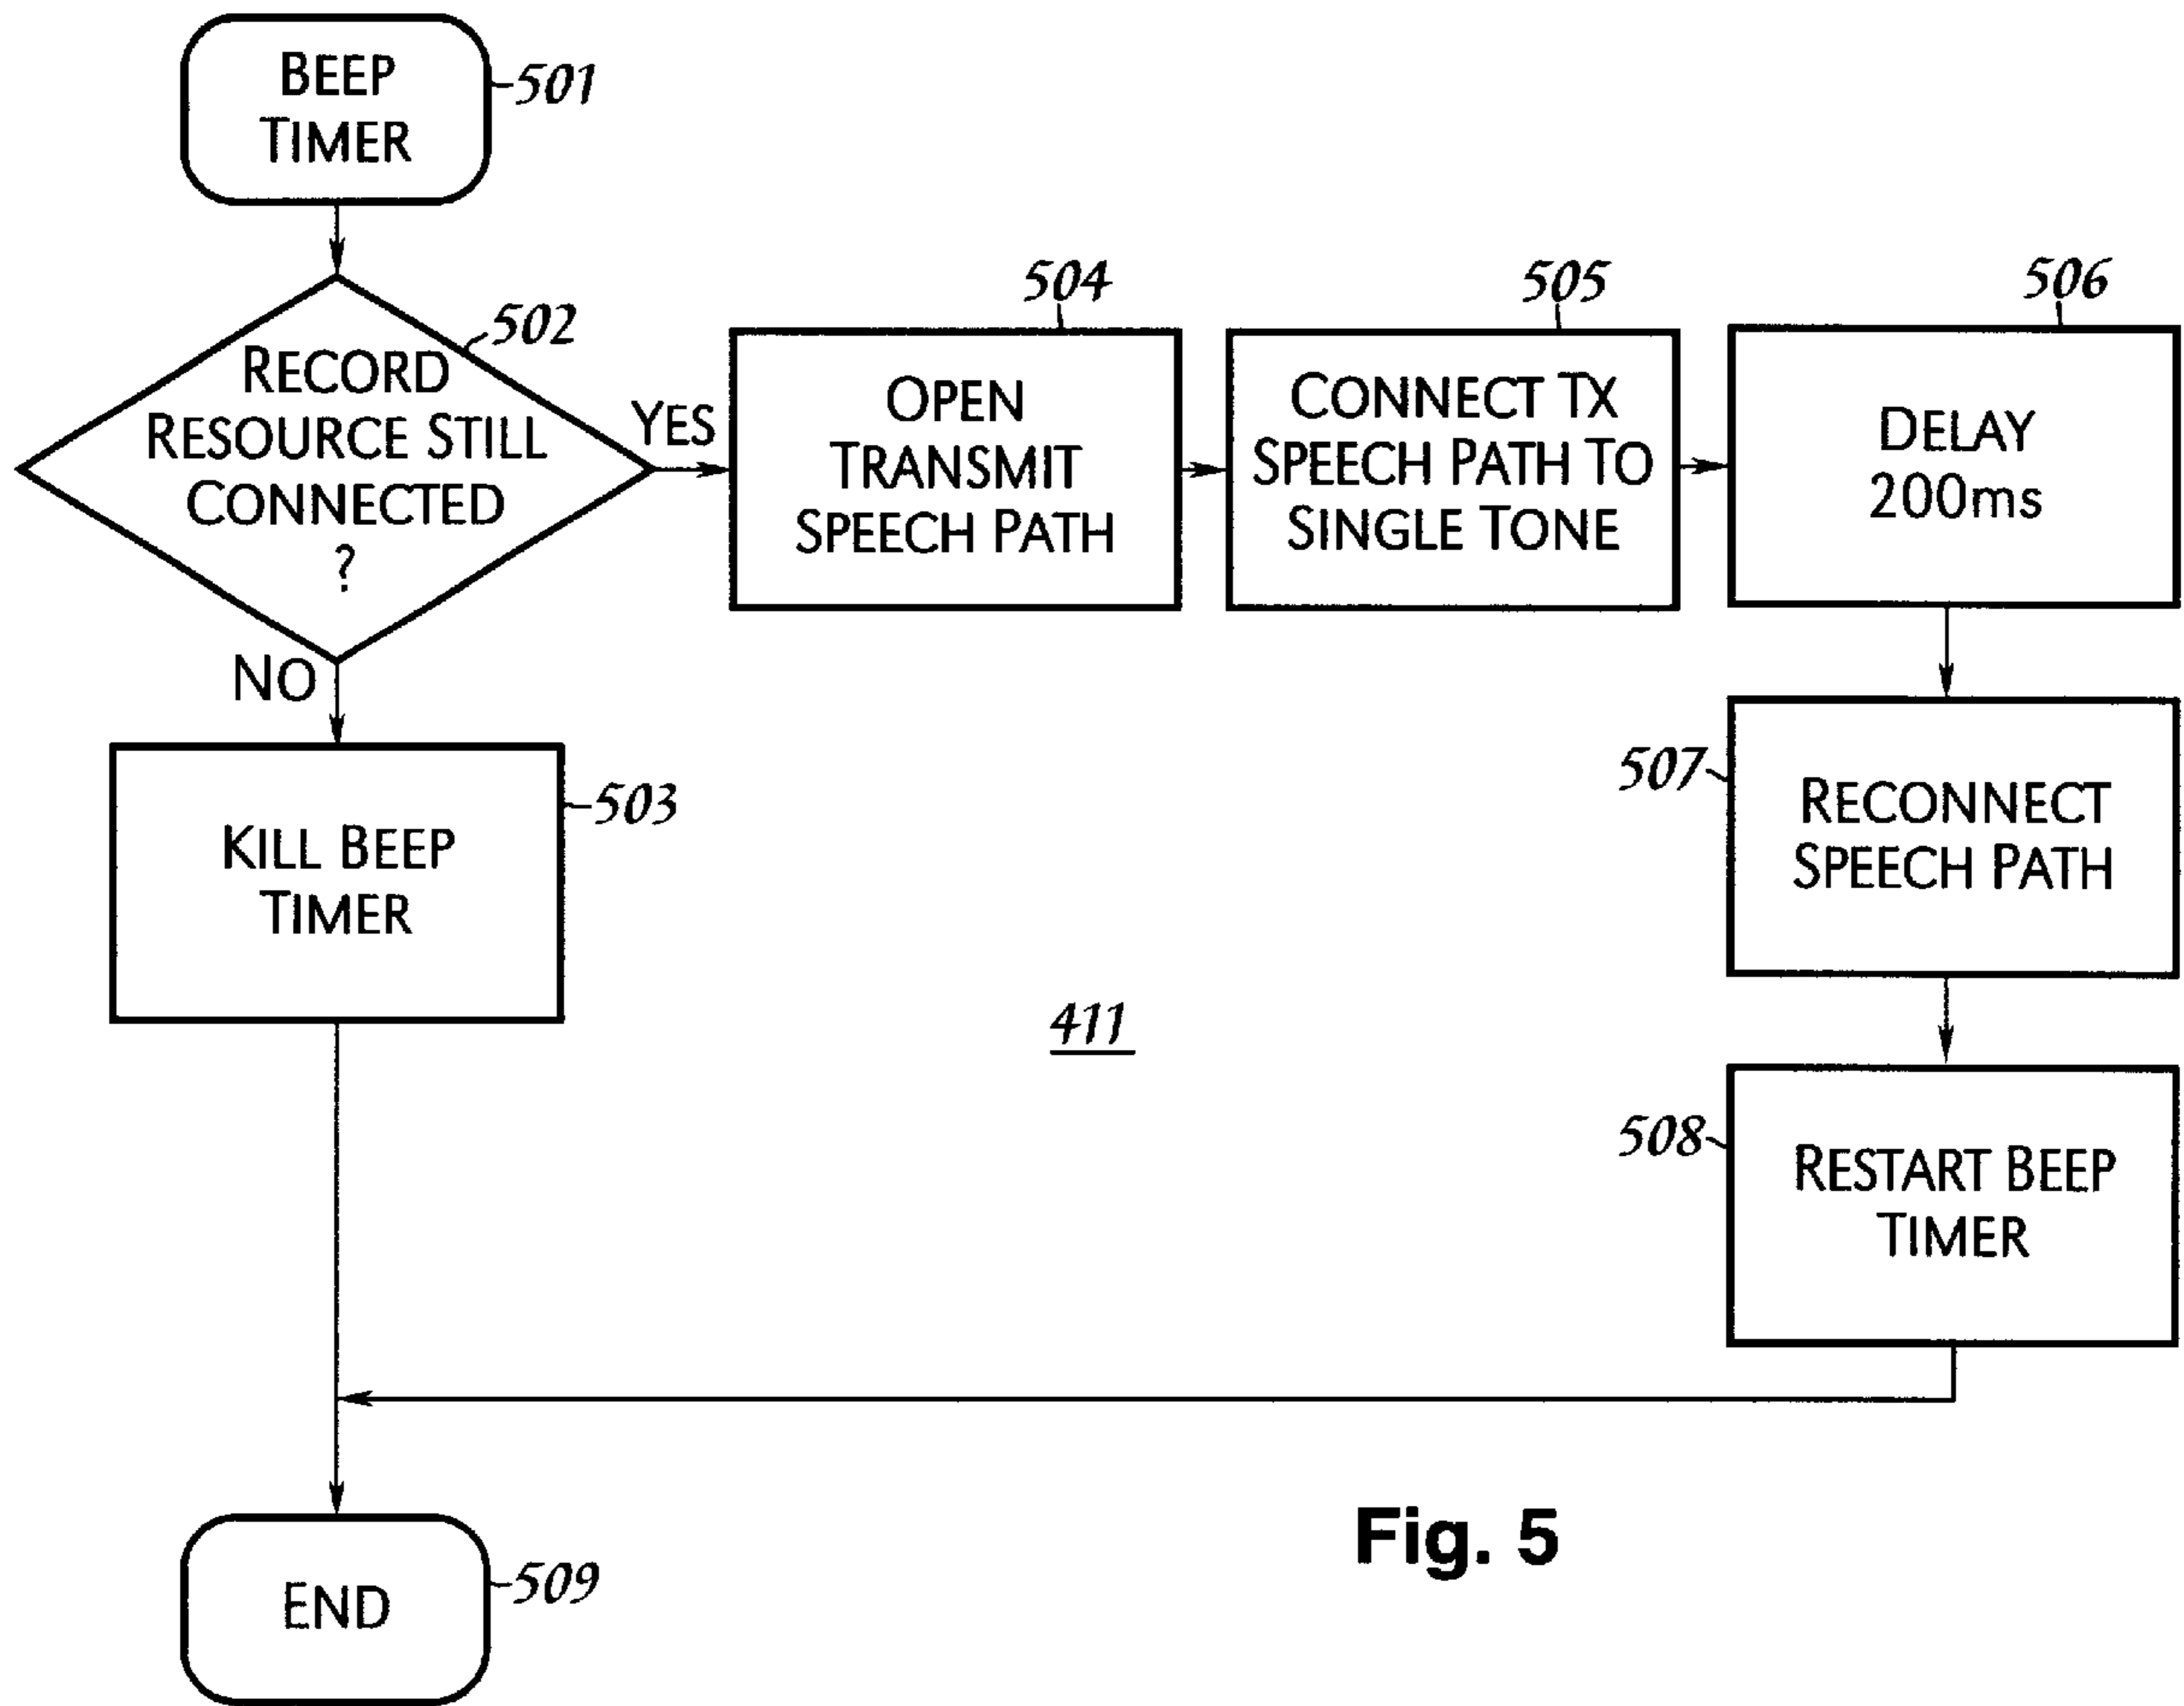 BEEP
TIMER
501
RECORD
RESOURCE STILL
CONNECTED
?
502
YES
NO
504
OPEN
TRANSMIT
SPEECH PATH
505
CONNECT TX
SPEECH PATH TO
SINGLE TONE
506
DELAY
200ms
KILL BEEP
TIMER
503
507
RECONNECT
SPEECH PATH
411
508
RESTART BEEP
TIMER
END
509
Fig. 5